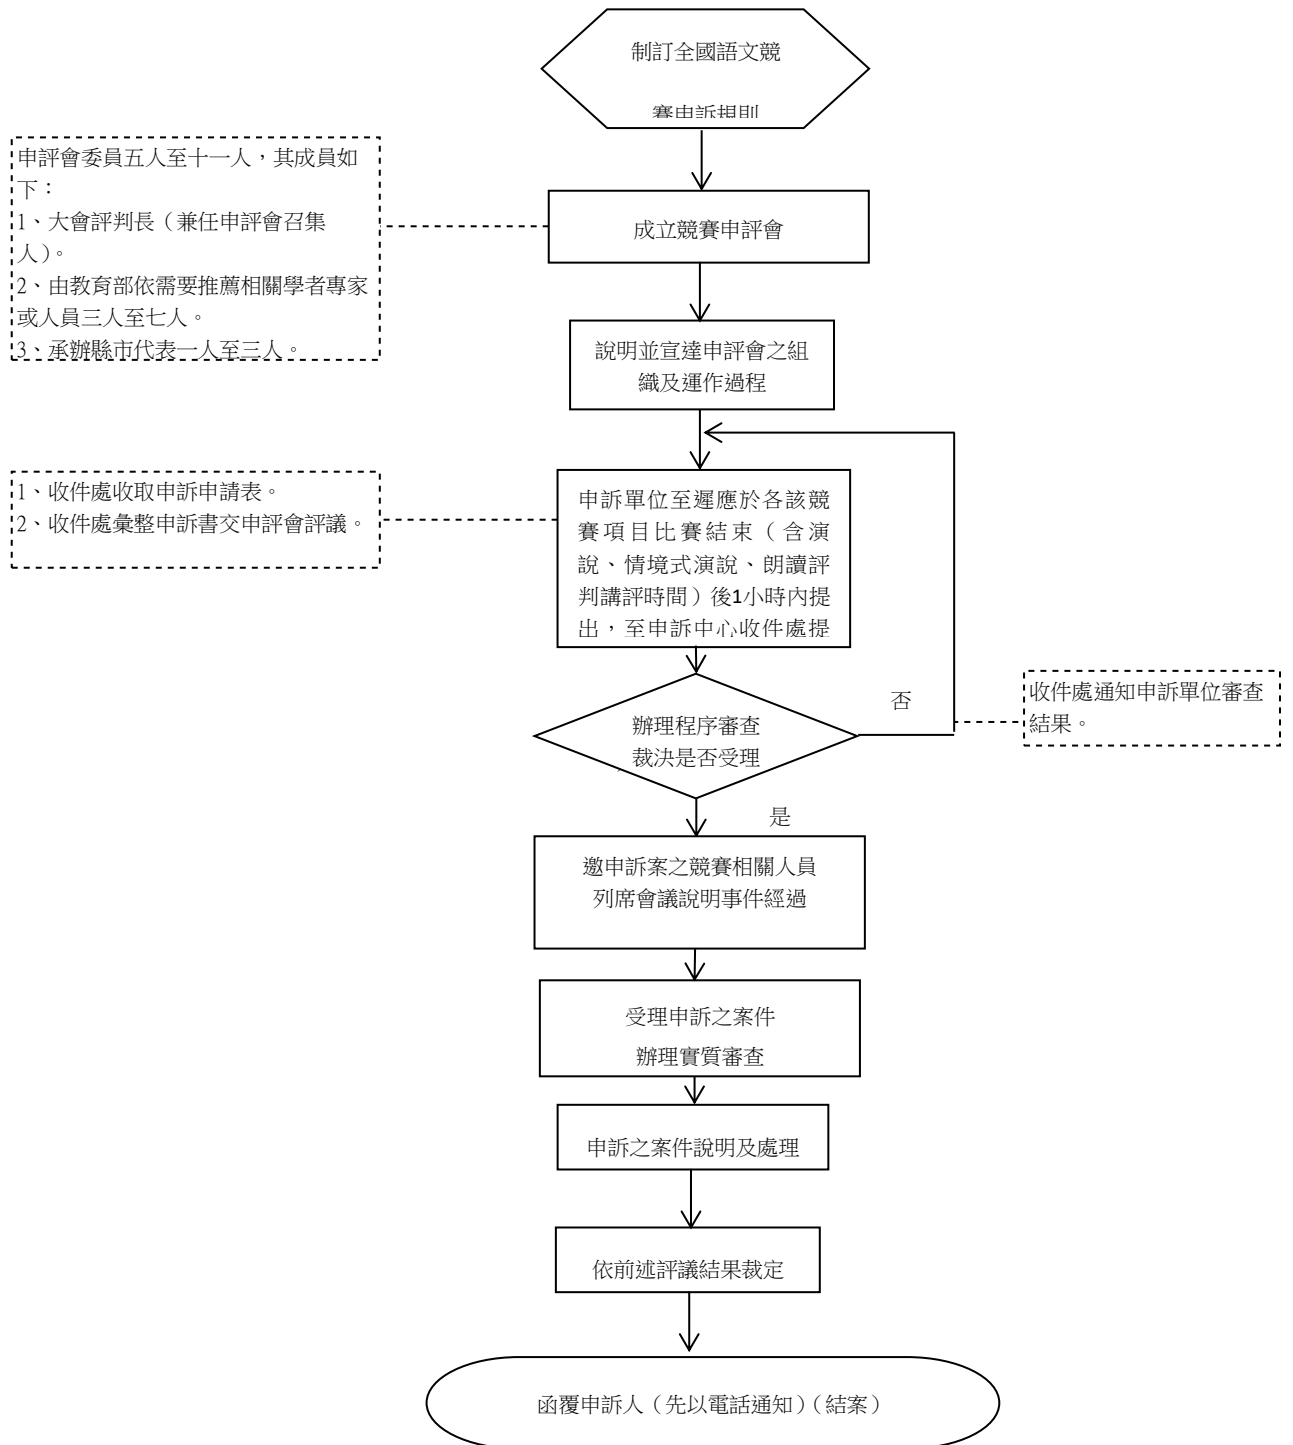 制訂全國語文競
賽申訴規則
申評會委員五人至十一人，其成員如
下：
1、大會評判長（兼任申評會召集
人）。
2、由教育部依需要推薦相關學者專家
或人員三人至七人。
3、承辦縣市代表一人至三人。
成立競賽申評會
說明並宣達申評會之組
織及運作過程
1、收件處收取申訴申請表。
2、收件處彙整申訴書交申評會評議。
申訴單位至遲應於各該競
賽項目比賽結束（含演
說、情境式演說、朗讀評
判講評時間）後1小時內提
出，至申訴中心收件處提
辦理程序審查
裁決是否受理
否
收件處通知申訴單位審查
結果。
是
邀申訴案之競賽相關人員
列席會議說明事件經過
受理申訴之案件
辦理實質審查
申訴之案件說明及處理
依前述評議結果裁定
函覆申訴人（先以電話通知）（結案）